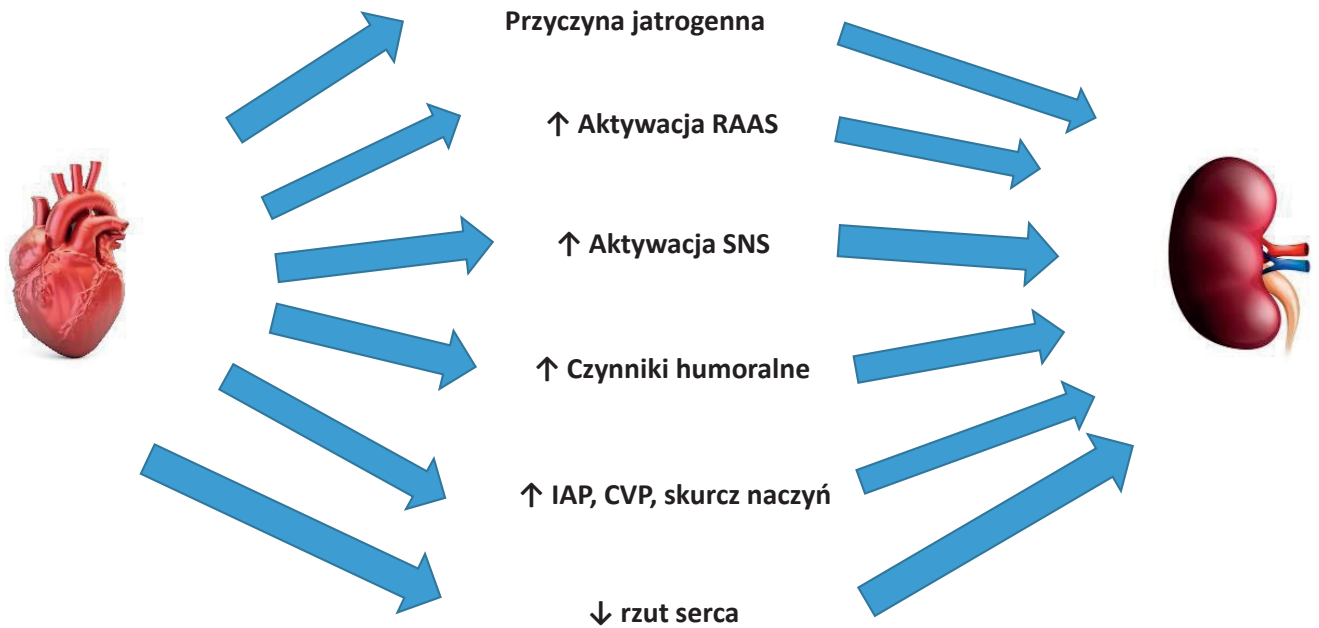 Przyczyna jatrogenna
↑ Aktywacja RAAS
↑ Aktywacja SNS
↑ Czynniki humoralne
↑ IAP, CVP, skurcz naczyń
↓ rzut serca